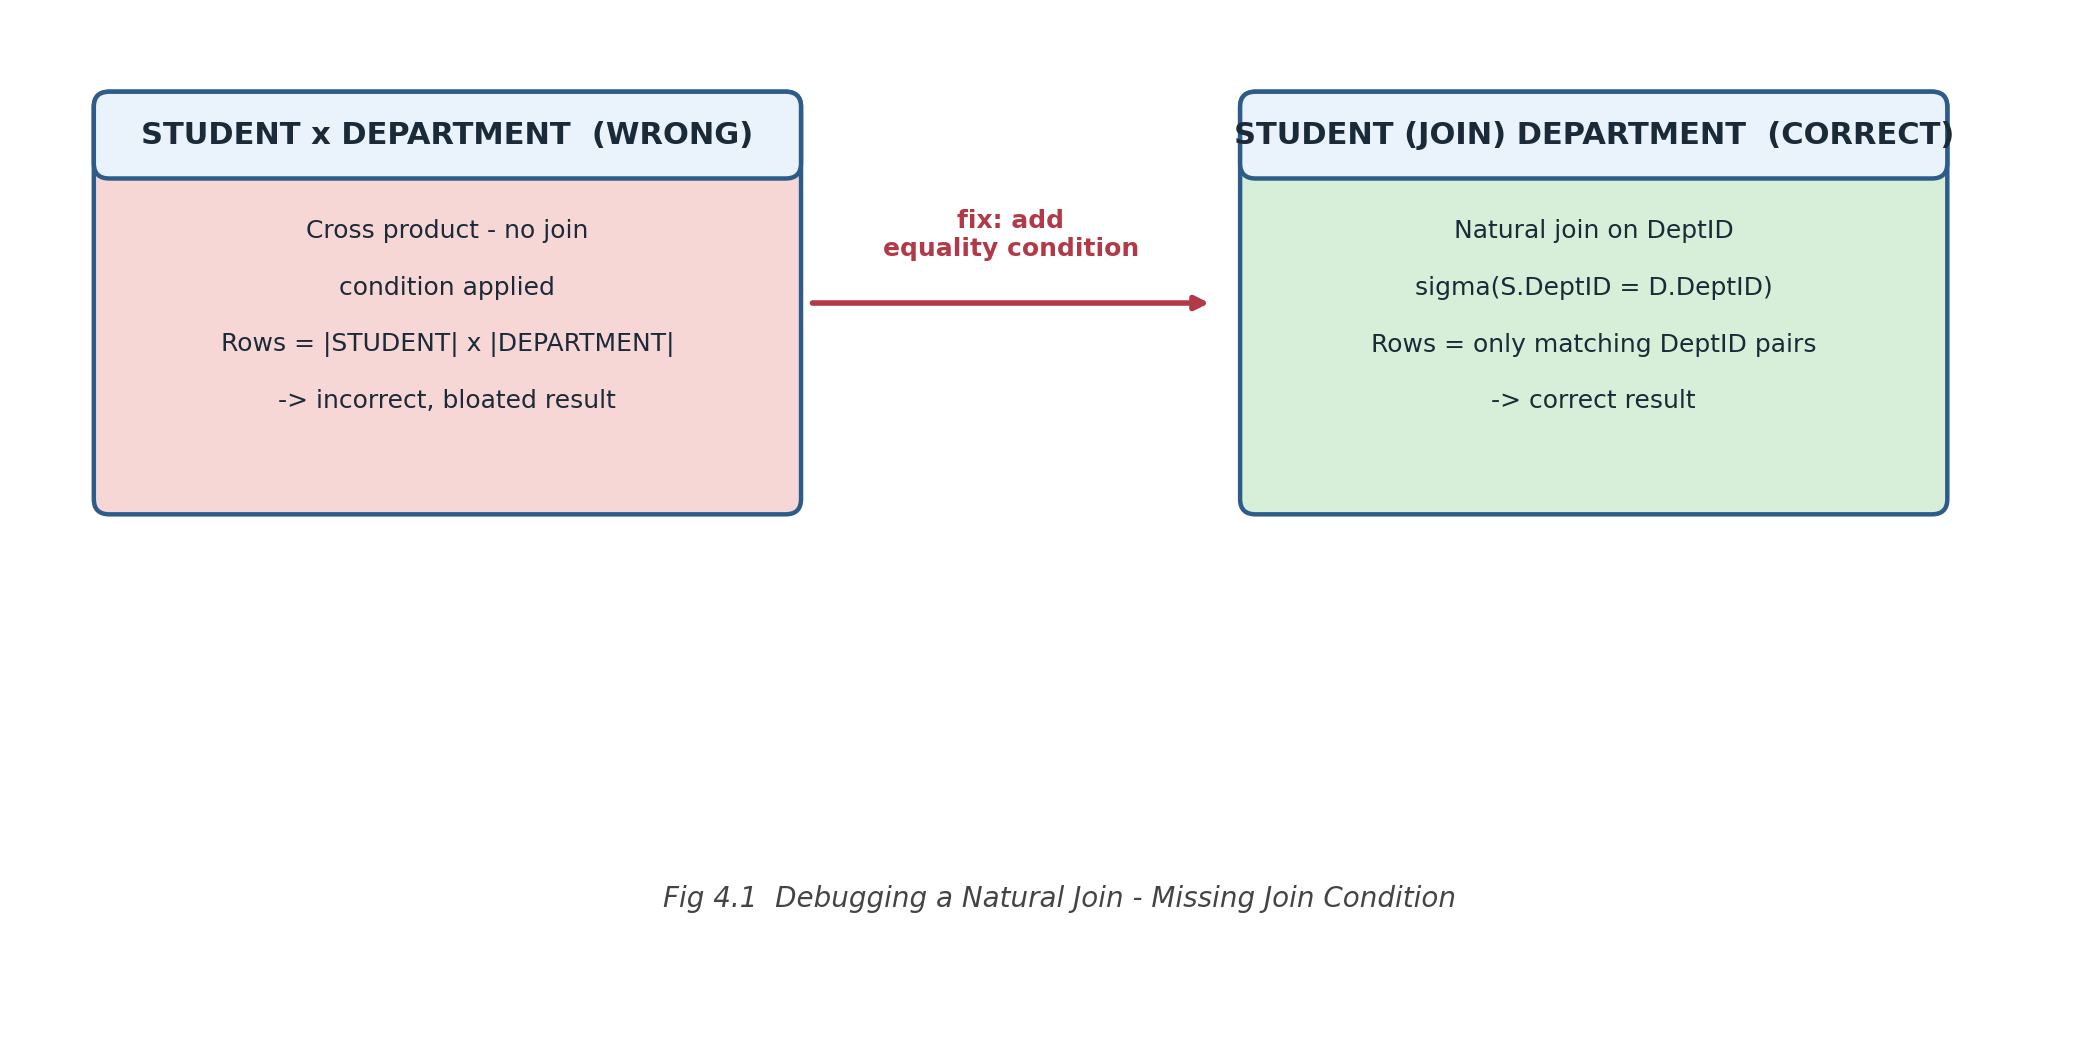 STUDENT x DEPARTMENT  (WRONG)
Cross product - no join
condition applied
Rows = |STUDENT| x |DEPARTMENT|
-> incorrect, bloated result
fix: add
equality condition
STUDENT (JOIN) DEPARTMENT  (CORRECT)
Natural join on DeptID
sigma(S.DeptID = D.DeptID)
Rows = only matching DeptID pairs
-> correct result
Fig 4.1  Debugging a Natural Join - Missing Join Condition